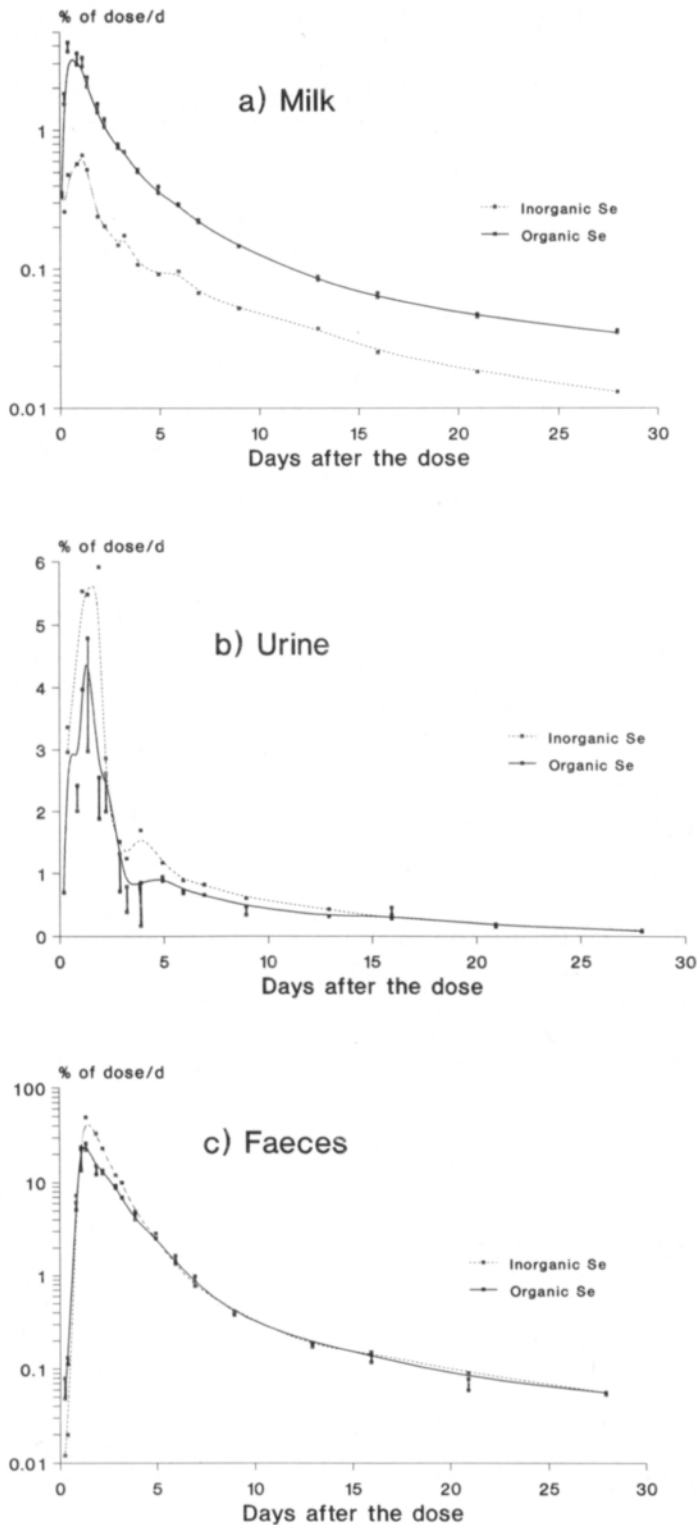 % of dose/d
a) Milk
1
0.1
0.01
Inorganic Se
Organic Se
0 5 10 15 20 25 30
Days after the dose
% of dose/d
b) Urine
6
5
4
3
2
1
0
Inorganic Se
Organic Se
0 5 10 15 20 25 30
Days after the dose
% of dose/d
c) Faeces
100
10
1
0.1
0.01
Inorganic Se
Organic Se
0 5 10 15 20 25 30
Days after the dose